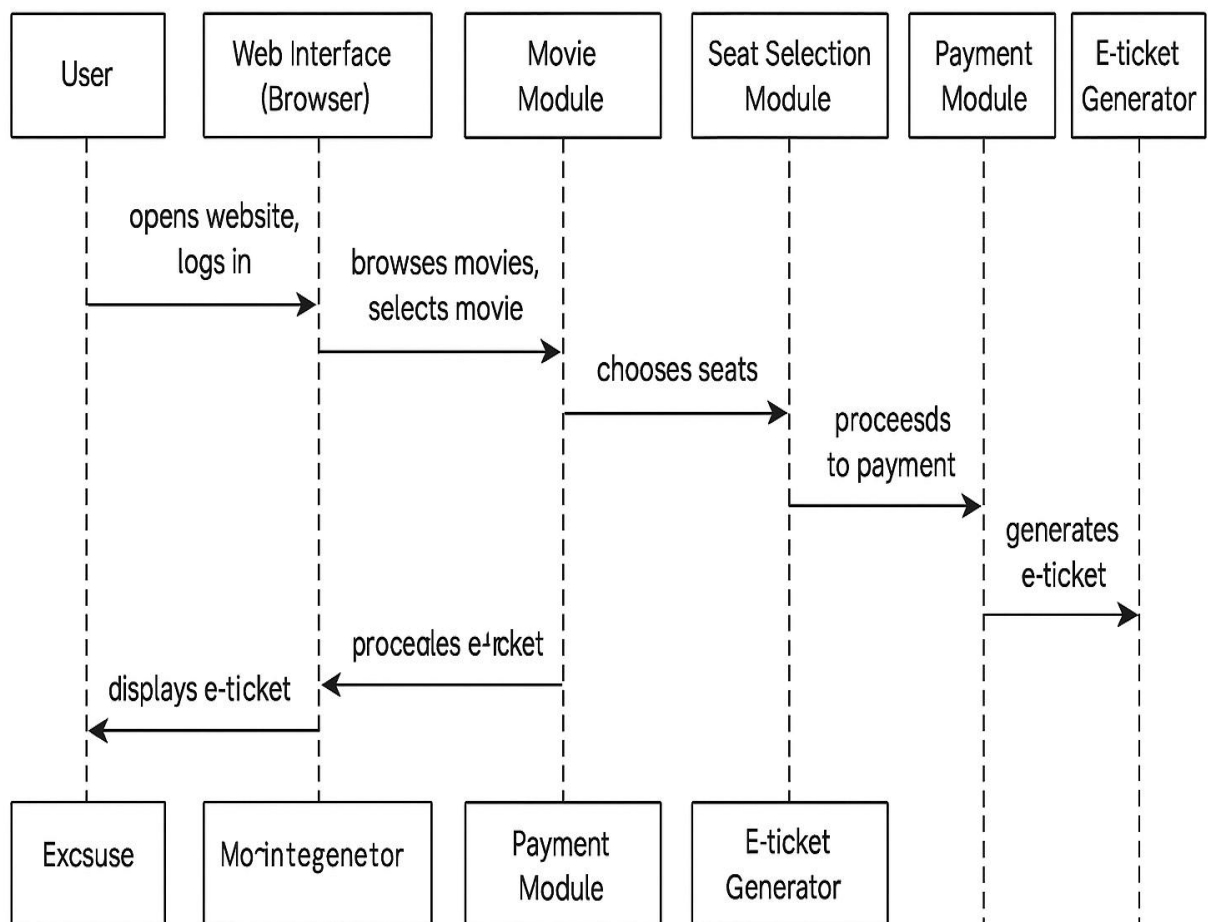 User
Web Interface
(Browser)
Movie
Module
Seat Selection
Module
Payment
Module
E-ticket
Generator
opens website,
logs in
browses movies,
selects movie
chooses seats
proceesds
to payment
generates
e-ticket
displays e-ticket
Excsuse
Payment
Module
E-ticket
Generator